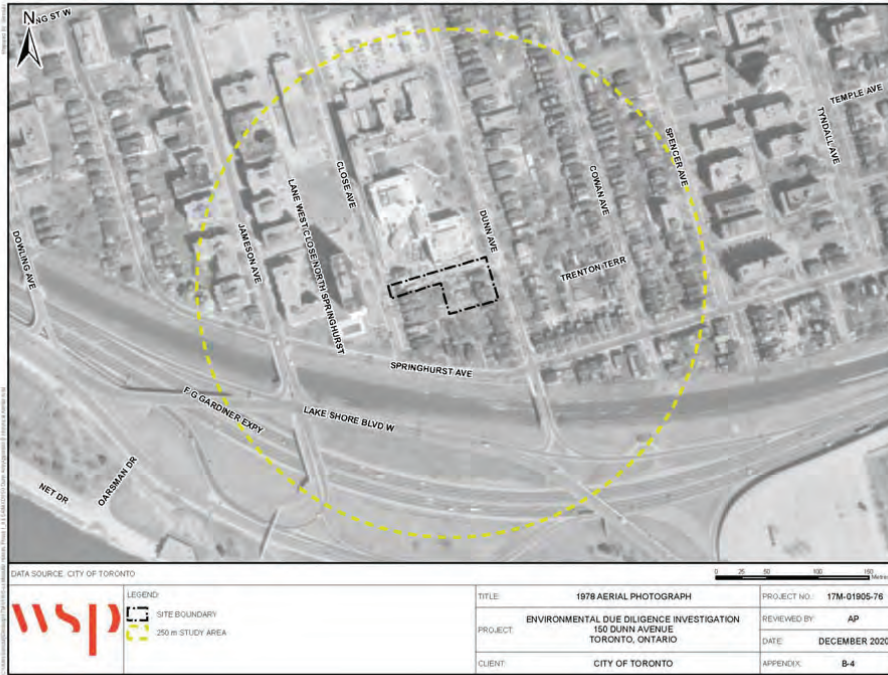 N
NG ST W
TEMPLE AVE
TYNDALL AVE
SPENCER AVE
COWAN AVE
CLOSE AVE
LANE WEST CLOSE NORTH SPRINGHURST
DUNN AVE
JAMESON AVE
DOWLING AVE
TRENTON TERR
SPRINGHURST AVE
F G GARDINER EXPY
LAKE SHORE BLVD W
OARSMAN DR
NET DR
DATA SOURCE: CITY OF TORONTO
0 25 50 100 150
Metres
wsp
LEGEND:
SITE BOUNDARY
250 m STUDY AREA
TITLE: 1978 AERIAL PHOTOGRAPH
PROJECT: ENVIRONMENTAL DUE DILIGENCE INVESTIGATION
150 DUNN AVENUE
TORONTO, ONTARIO
CLIENT: CITY OF TORONTO
PROJECT NO.: 17M-01905-76
REVIEWED BY: AP
DATE: DECEMBER 2020
APPENDIX: B-4